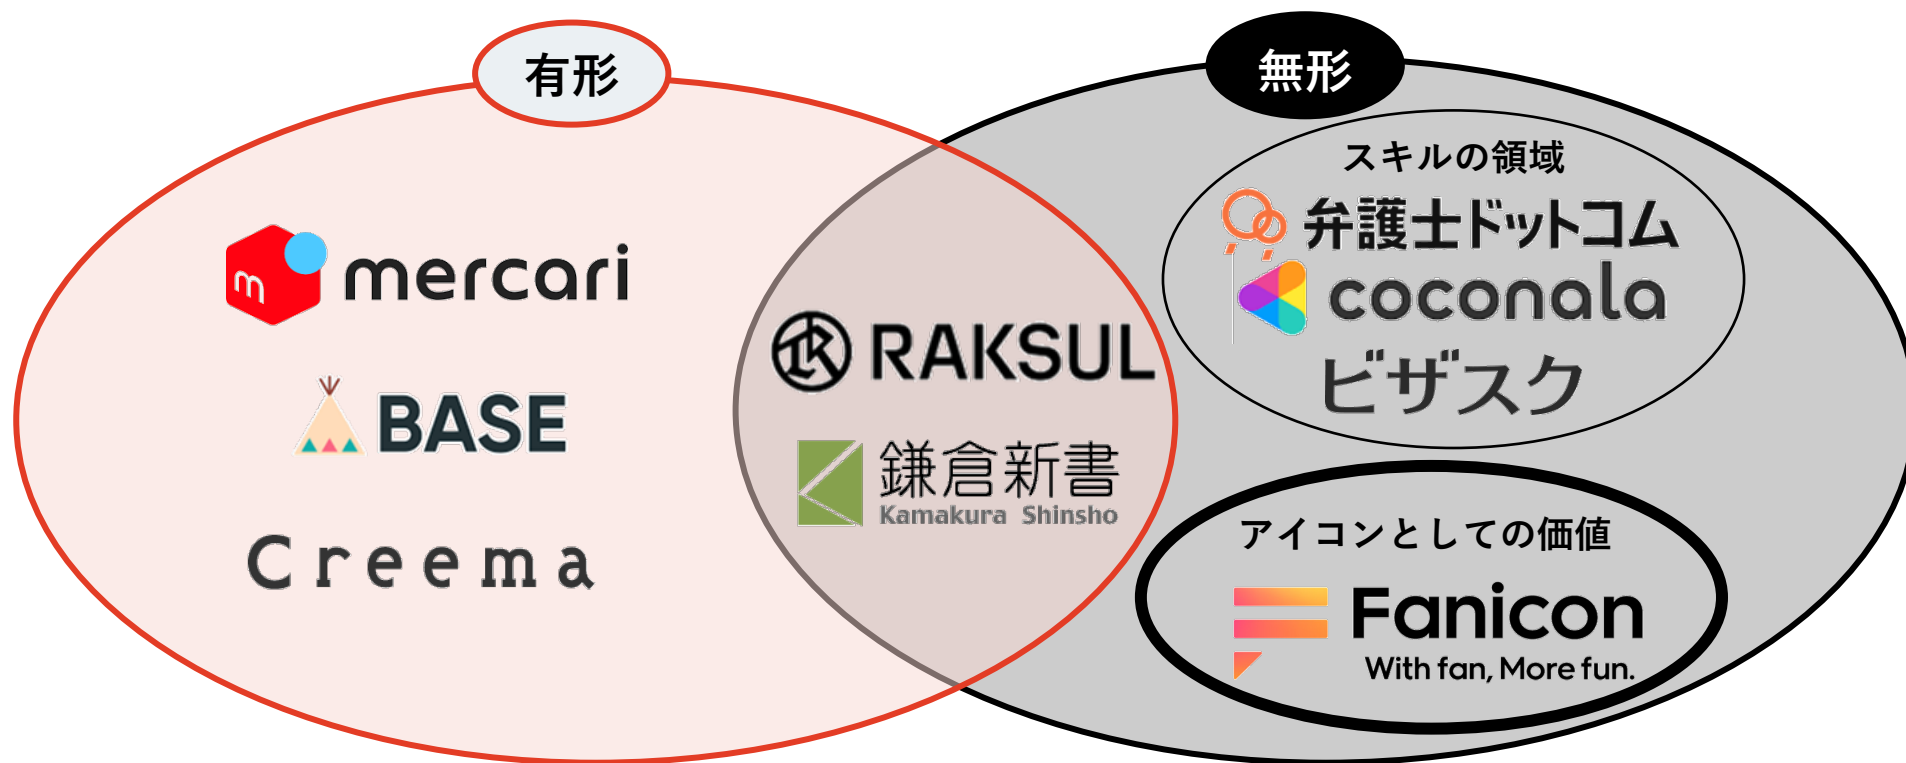 有形
無形
m
mercari
BASE
Creema
RAKSUL
鎌倉新書
Kamakura Shinsho
スキルの領域
弁護士ドットコム
coconala
ビザスク
アイコンとしての価値
Fanicon
With fan, More fun.